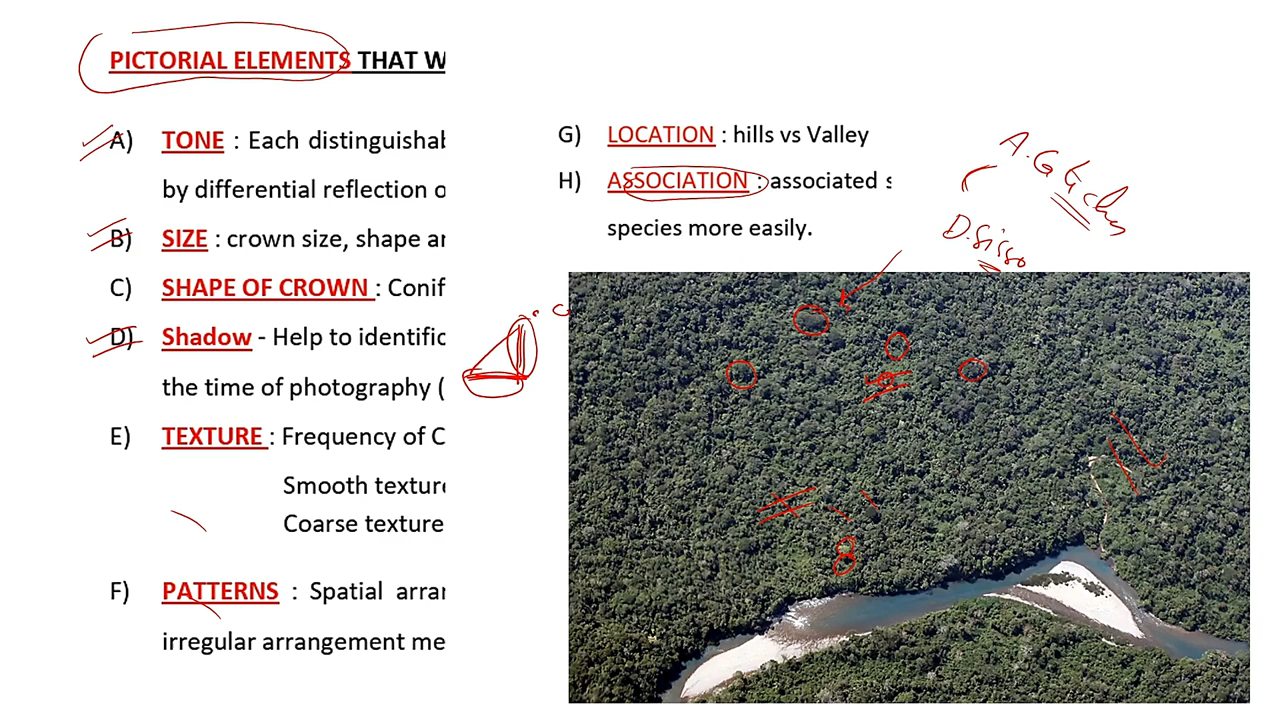 PICTORIAL ELEMENTS THAT W
A) TONE : Each distinguishab
by differential reflection o
B) SIZE : crown size, shape ar
C) SHAPE OF CROWN : Conif
D) Shadow - Help to identific
the time of photography (
E) TEXTURE : Frequency of C
Smooth texture
Coarse texture
F) PATTERNS : Spatial arrar
irregular arrangement me
G) LOCATION : hills vs Valley
H) ASSOCIATION : associated s
species more easily.
D. Sisso